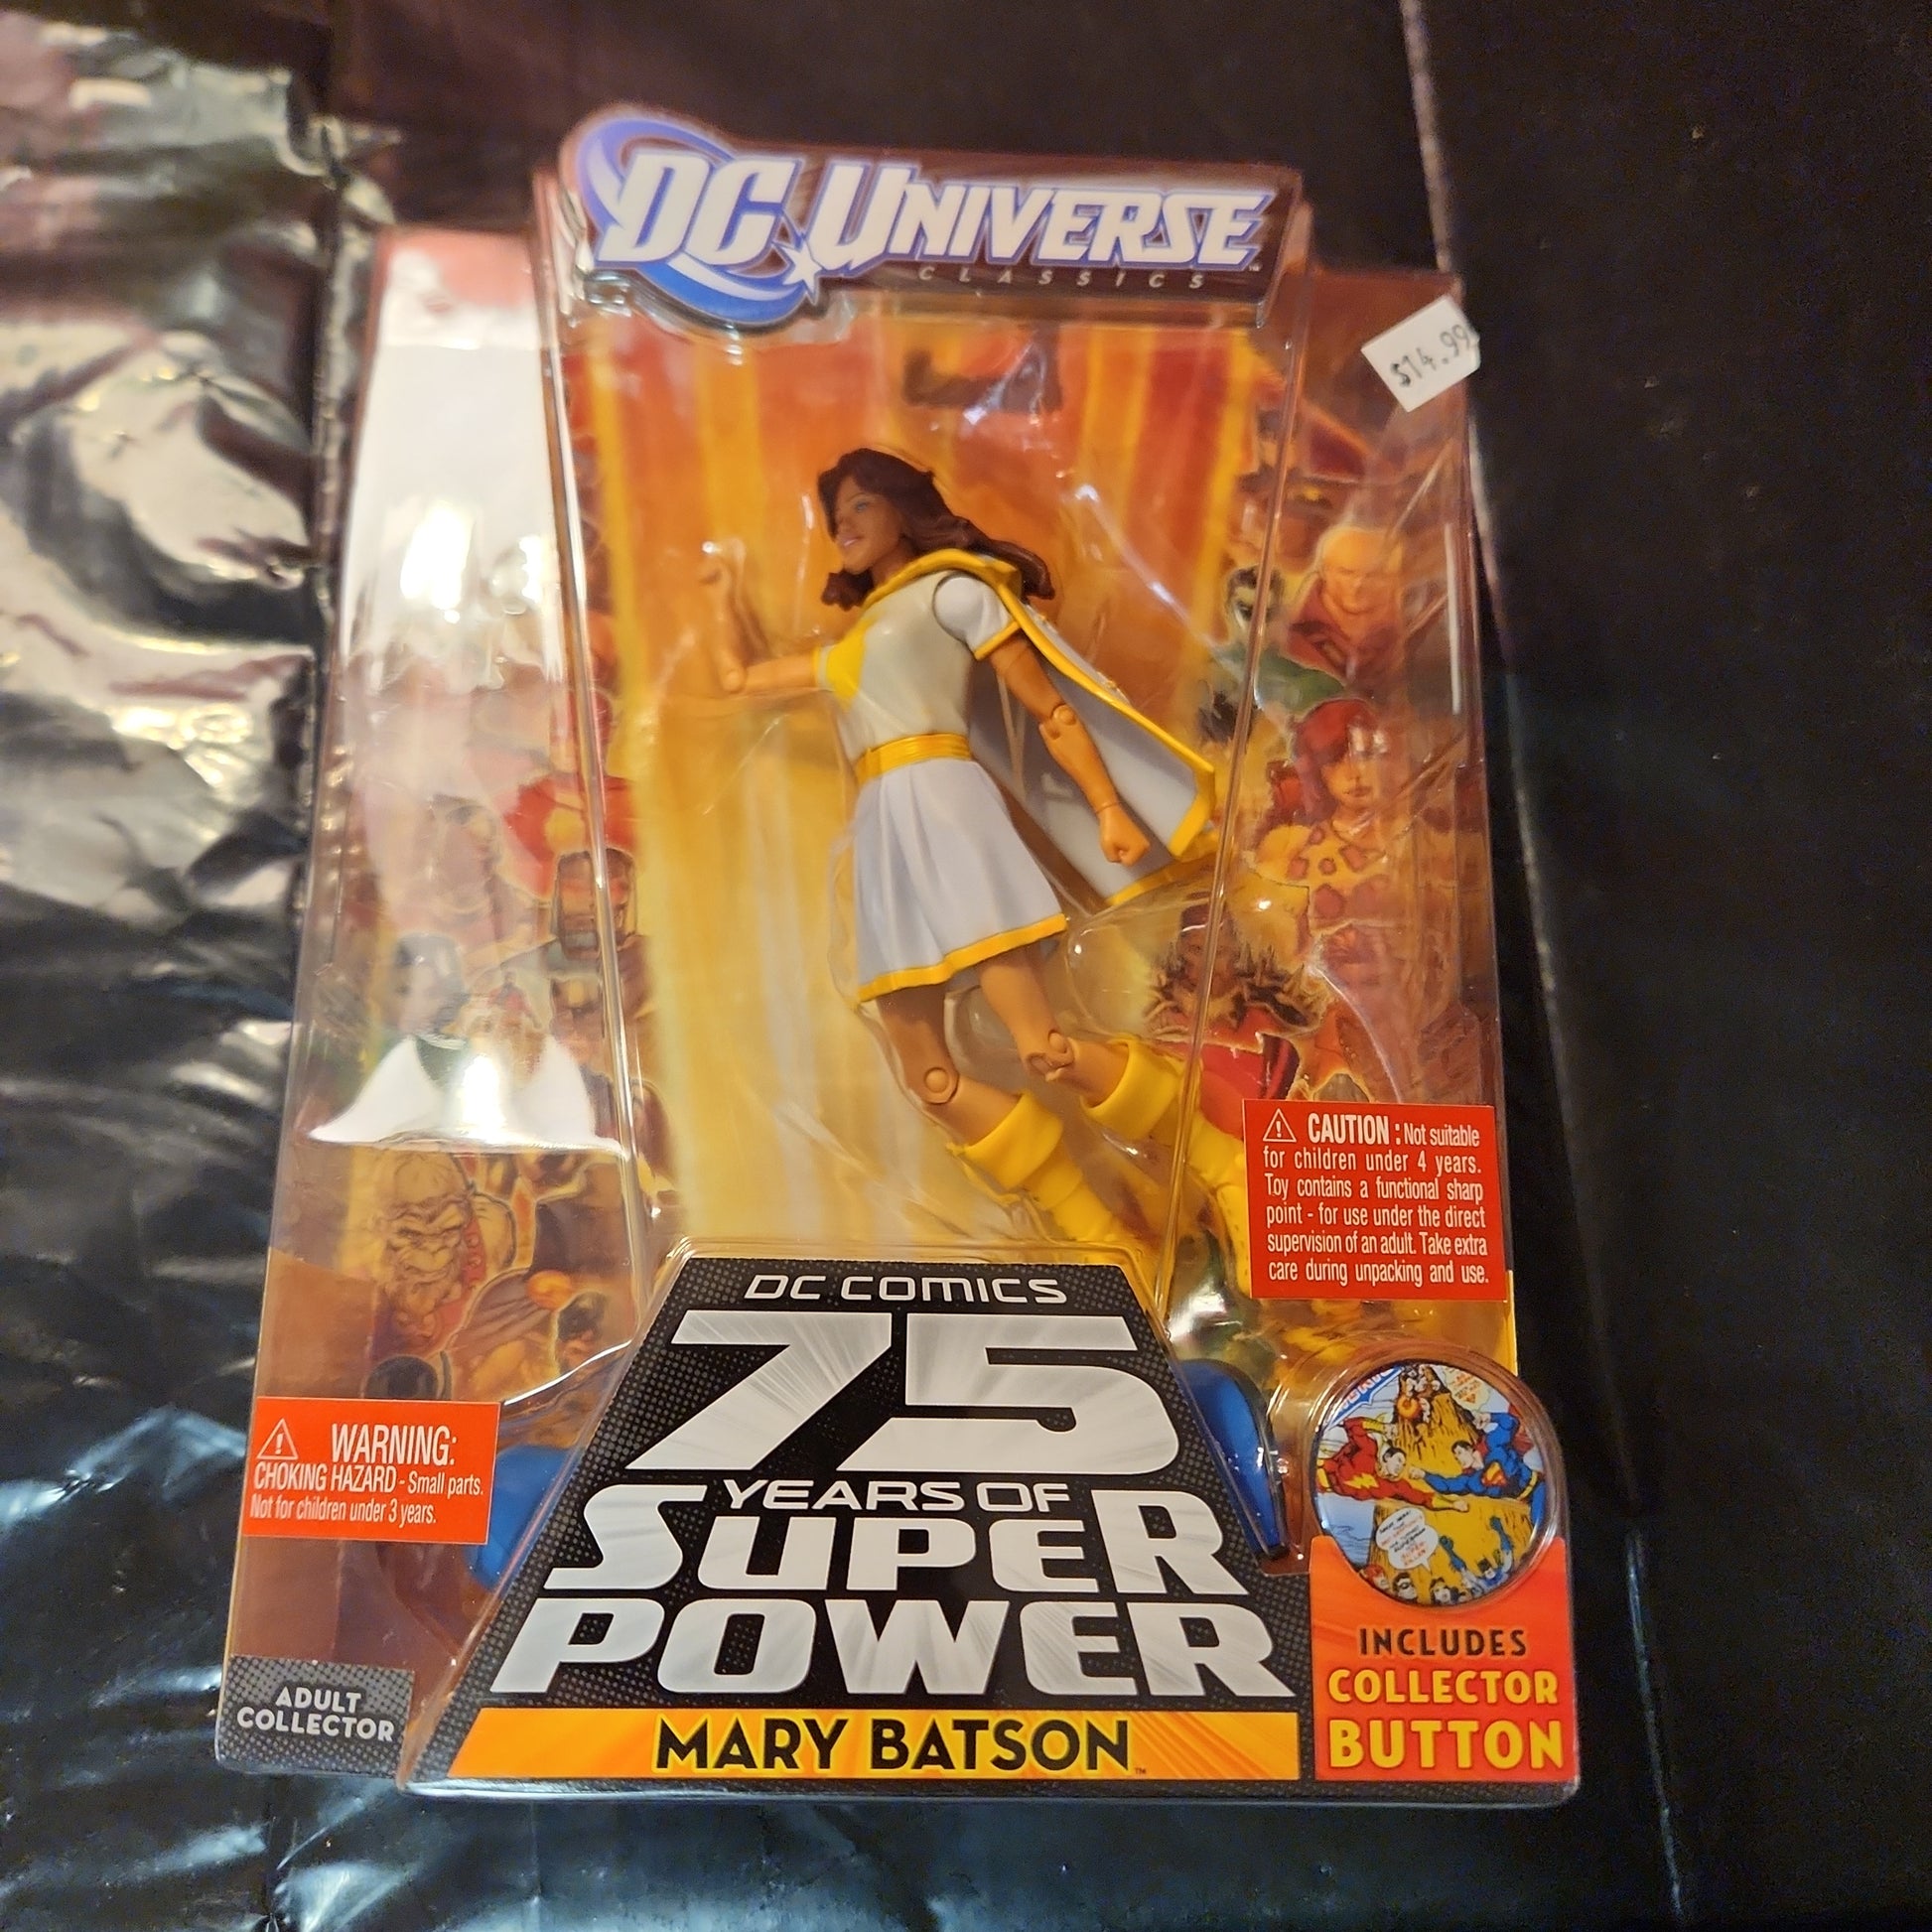 DC UNIVERSE
CLASSICS
$14.99
CAUTION : Not suitable
for children under 4 years.
Toy contains a functional sharp
point - for use under the direct
supervision of an adult. Take extra
care during unpacking and use.
DC COMICS
75
YEARS OF
SUPER
POWER
MARY BATSON™
WARNING:
CHOKING HAZARD - Small parts.
Not for children under 3 years.
ADULT
COLLECTOR
INCLUDES
COLLECTOR
BUTTON